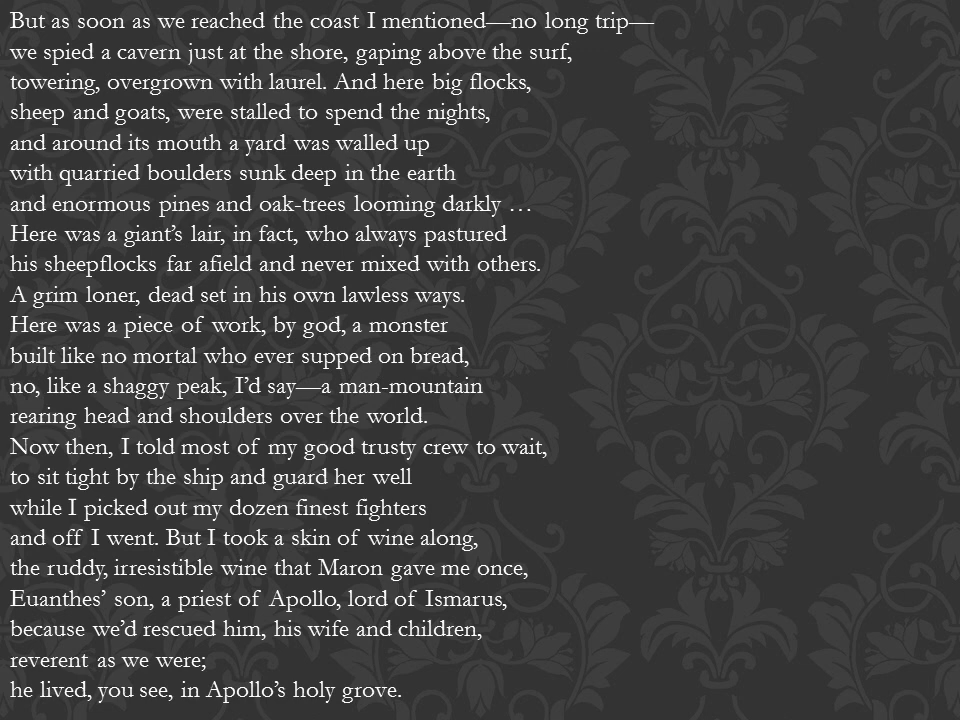 But as soon as we reached the coast I mentioned—no long trip—
we spied a cavern just at the shore, gaping above the surf,
towering, overgrown with laurel. And here big flocks,
sheep and goats, were stalled to spend the nights,
and around its mouth a yard was walled up
with quarried boulders sunk deep in the earth
and enormous pines and oak-trees looming darkly …
Here was a giant’s lair, in fact, who always pastured
his sheepflocks far afield and never mixed with others.
A grim loner, dead set in his own lawless ways.
Here was a piece of work, by god, a monster
built like no mortal who ever supped on bread,
no, like a shaggy peak, I’d say—a man-mountain
rearing head and shoulders over the world.
Now then, I told most of my good trusty crew to wait,
to sit tight by the ship and guard her well
while I picked out my dozen finest fighters
and off I went. But I took a skin of wine along,
the ruddy, irresistible wine that Maron gave me once,
Euanthes’ son, a priest of Apollo, lord of Ismarus,
because we’d rescued him, his wife and children,
reverent as we were;
he lived, you see, in Apollo’s holy grove.